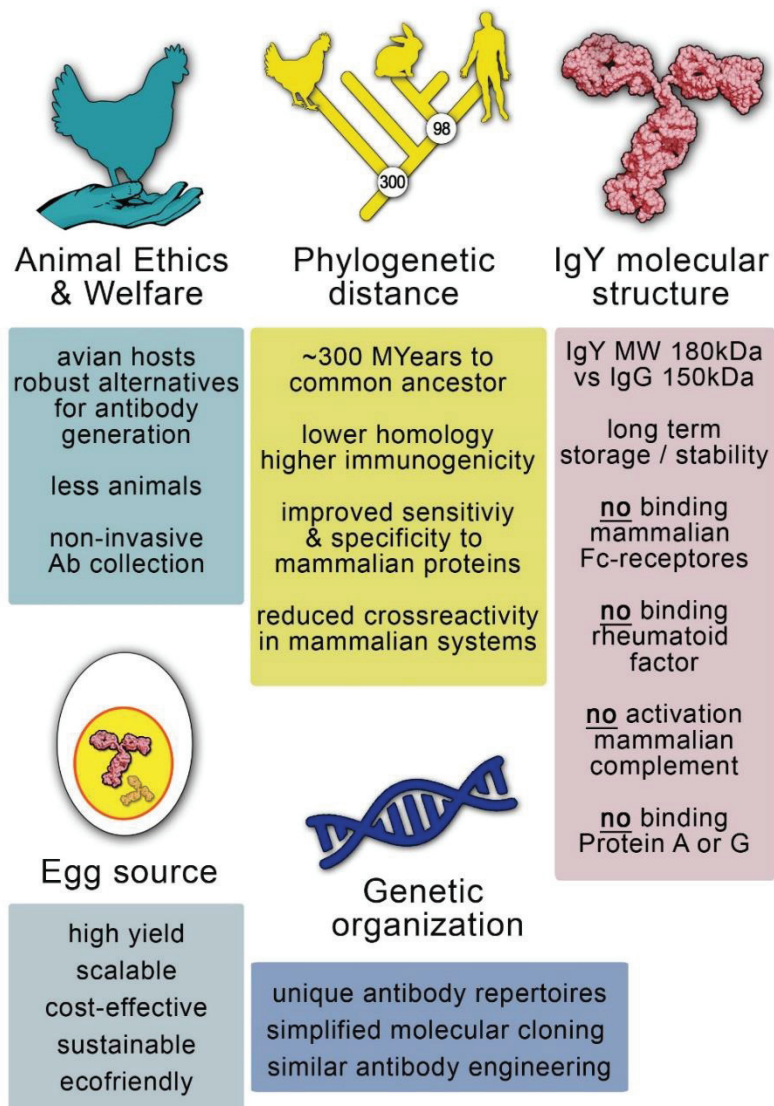 98
300
Animal Ethics
& Welfare
avian hosts
robust alternatives
for antibody
generation
less animals
non-invasive
Ab collection
Phylogenetic
distance
~300 MYears to
common ancestor
lower homology
higher immunogenicity
improved sensitiviy
& specificity to
mammalian proteins
reduced crossreactivity
in mammalian systems
IgY molecular
structure
IgY MW 180kDa
vs IgG 150kDa
long term
storage / stability
no binding
mammalian
Fc-receptores
no binding
rheumatoid
factor
no activation
mammalian
complement
no binding
Protein A or G
Egg source
high yield
scalable
cost-effective
sustainable
ecofriendly
Genetic
organization
unique antibody repertoires
simplified molecular cloning
similar antibody engineering